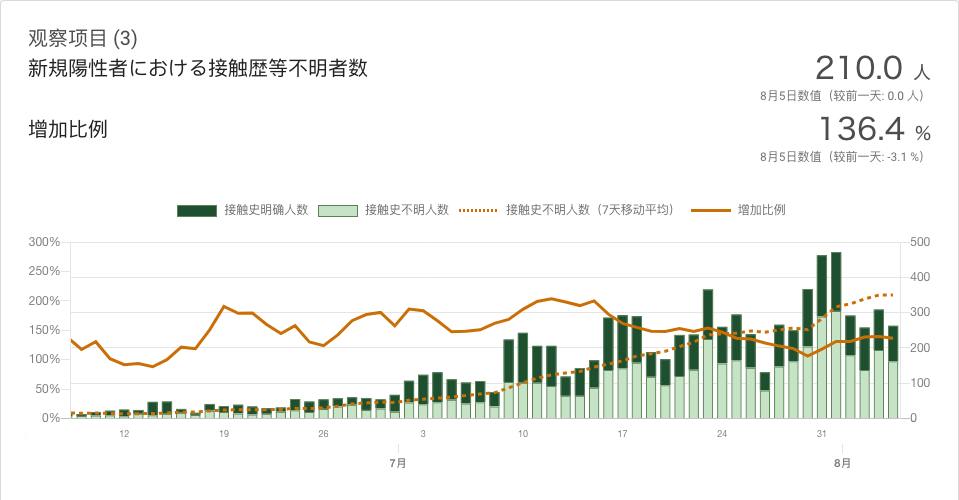 观察项目 (3)
新規陽性者における接触歴等不明者数
210.0 人
8月5日数值（较前一天: 0.0 人）
增加比例
136.4 %
8月5日数值（较前一天: -3.1 %）
接触史明确人数 接触史不明人数 接触史不明人数（7天移动平均） 增加比例
300% 500
250% 400
200% 300
150% 200
100% 100
50% 0
0%
12 19 26 3 10 17 24 31
7月 8月